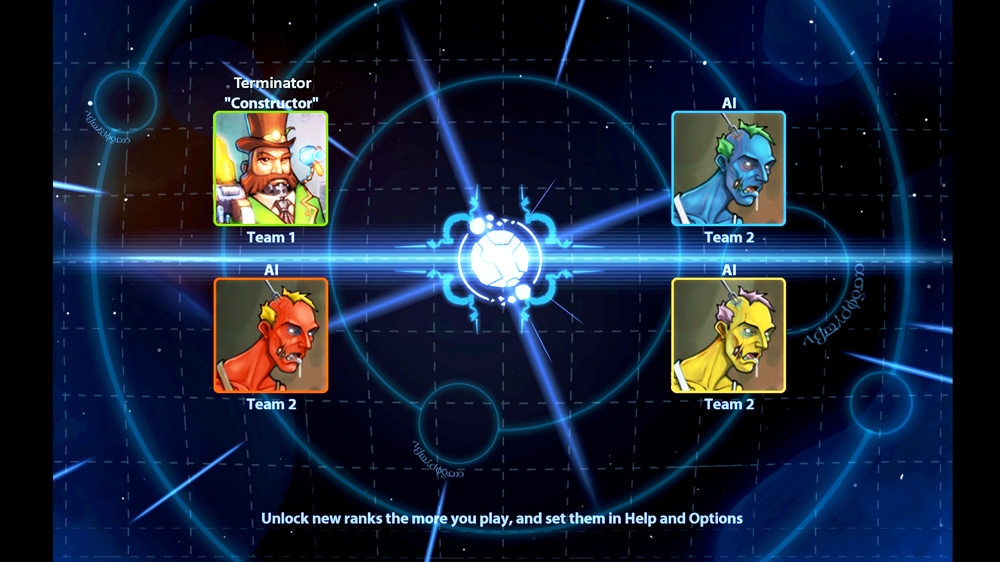 Terminator
"Constructor"
Team 1
AI
Team 2
AI
Team 2
AI
Team 2
Unlock new ranks the more you play, and set them in Help and Options